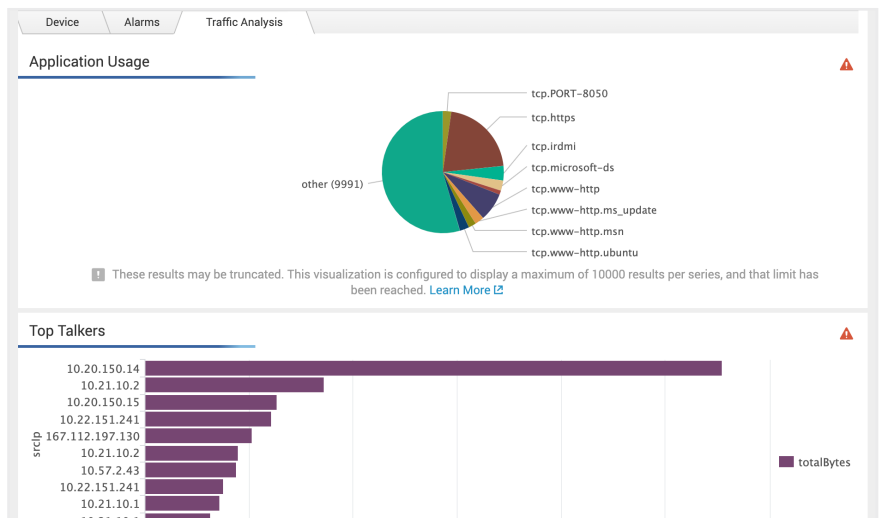 Device
Alarms
Traffic Analysis
Application Usage
tcp.PORT-8050
tcp.https
tcp.irdmi
tcp.microsoft-ds
tcp.www-http
tcp.www-http.ms_update
tcp.www-http.msn
tcp.www-http.ubuntu
other (9991)
These results may be truncated. This visualization is configured to display a maximum of 10000 results per series, and that limit has
been reached. Learn More
Top Talkers
srcIp
10.20.150.14
10.21.10.2
10.20.150.15
10.22.151.241
167.112.197.130
10.21.10.2
10.57.2.43
10.22.151.241
10.21.10.1
totalBytes